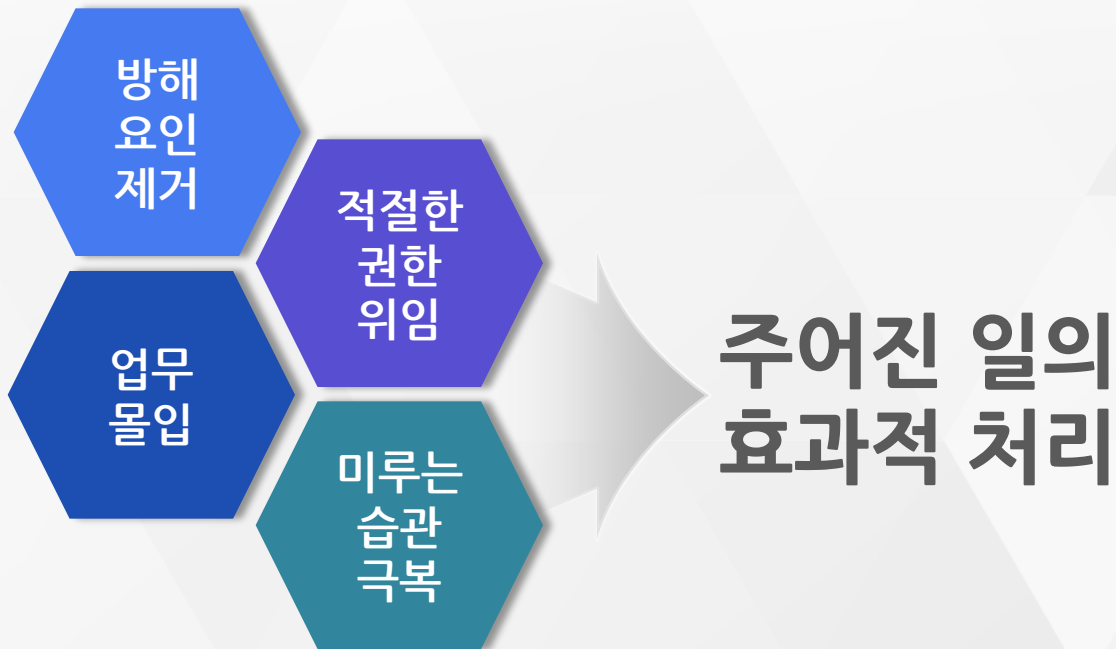 방해
요인
제거
적절한
권한
위임
업무
몰입
미루는
습관
극복
주어진 일의
효과적 처리